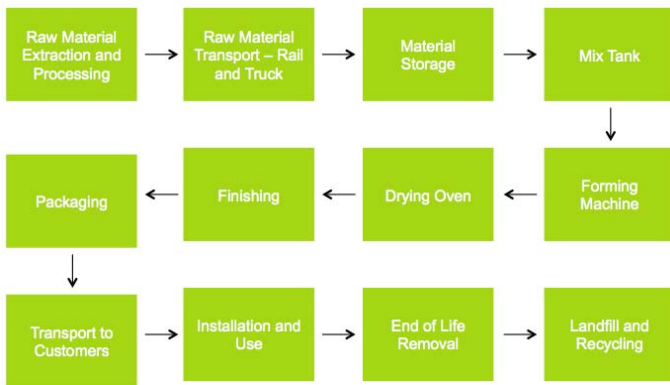 Raw Material
Extraction and
Processing
Raw Material
Transport – Rail
and Truck
Material
Storage
Mix Tank
Forming
Machine
Drying Oven
Finishing
Packaging
Transport to
Customers
Installation and
Use
End of Life
Removal
Landfill and
Recycling